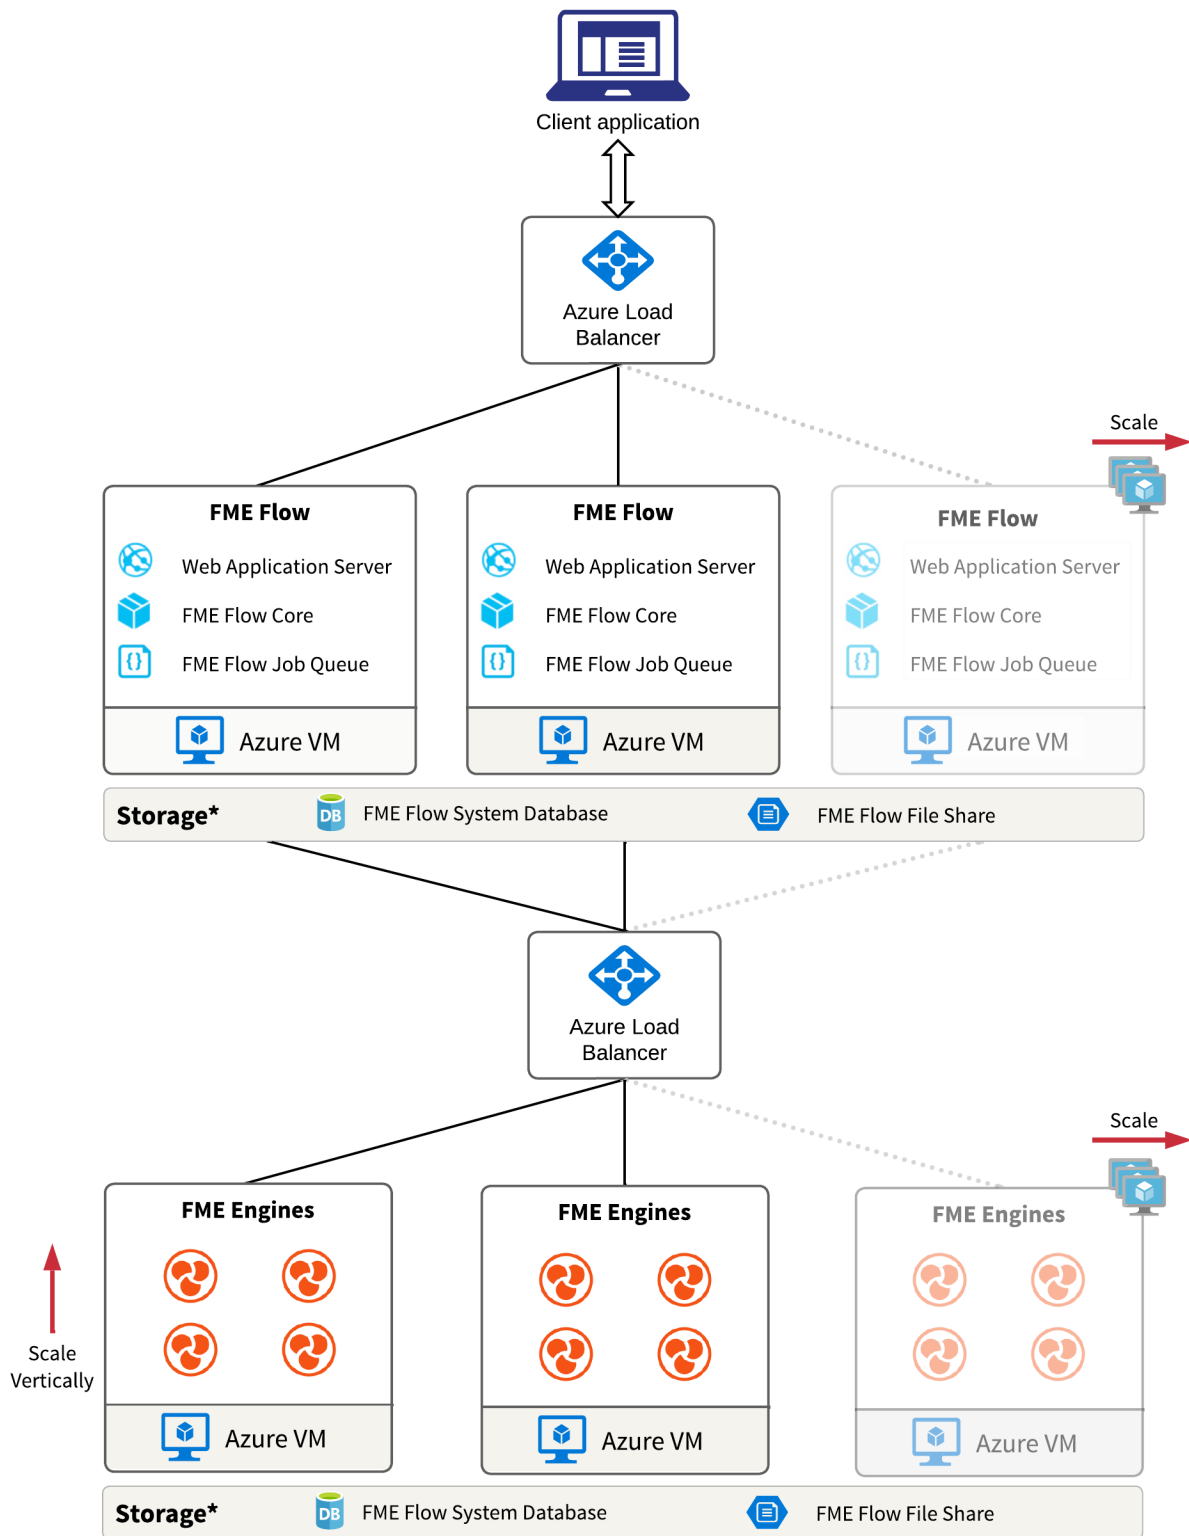 Client application
Azure Load
Balancer
Scale
FME Flow
Web Application Server
FME Flow Core
{} FME Flow Job Queue
Azure VM
FME Flow
Web Application Server
FME Flow Core
{} FME Flow Job Queue
Azure VM
FME Flow
Web Application Server
FME Flow Core
{} FME Flow Job Queue
Azure VM
Storage* DB FME Flow System Database FME Flow File Share
Azure Load
Balancer
Scale
FME Engines
Azure VM
FME Engines
Azure VM
FME Engines
Azure VM
Scale
Vertically
Storage* DB FME Flow System Database FME Flow File Share